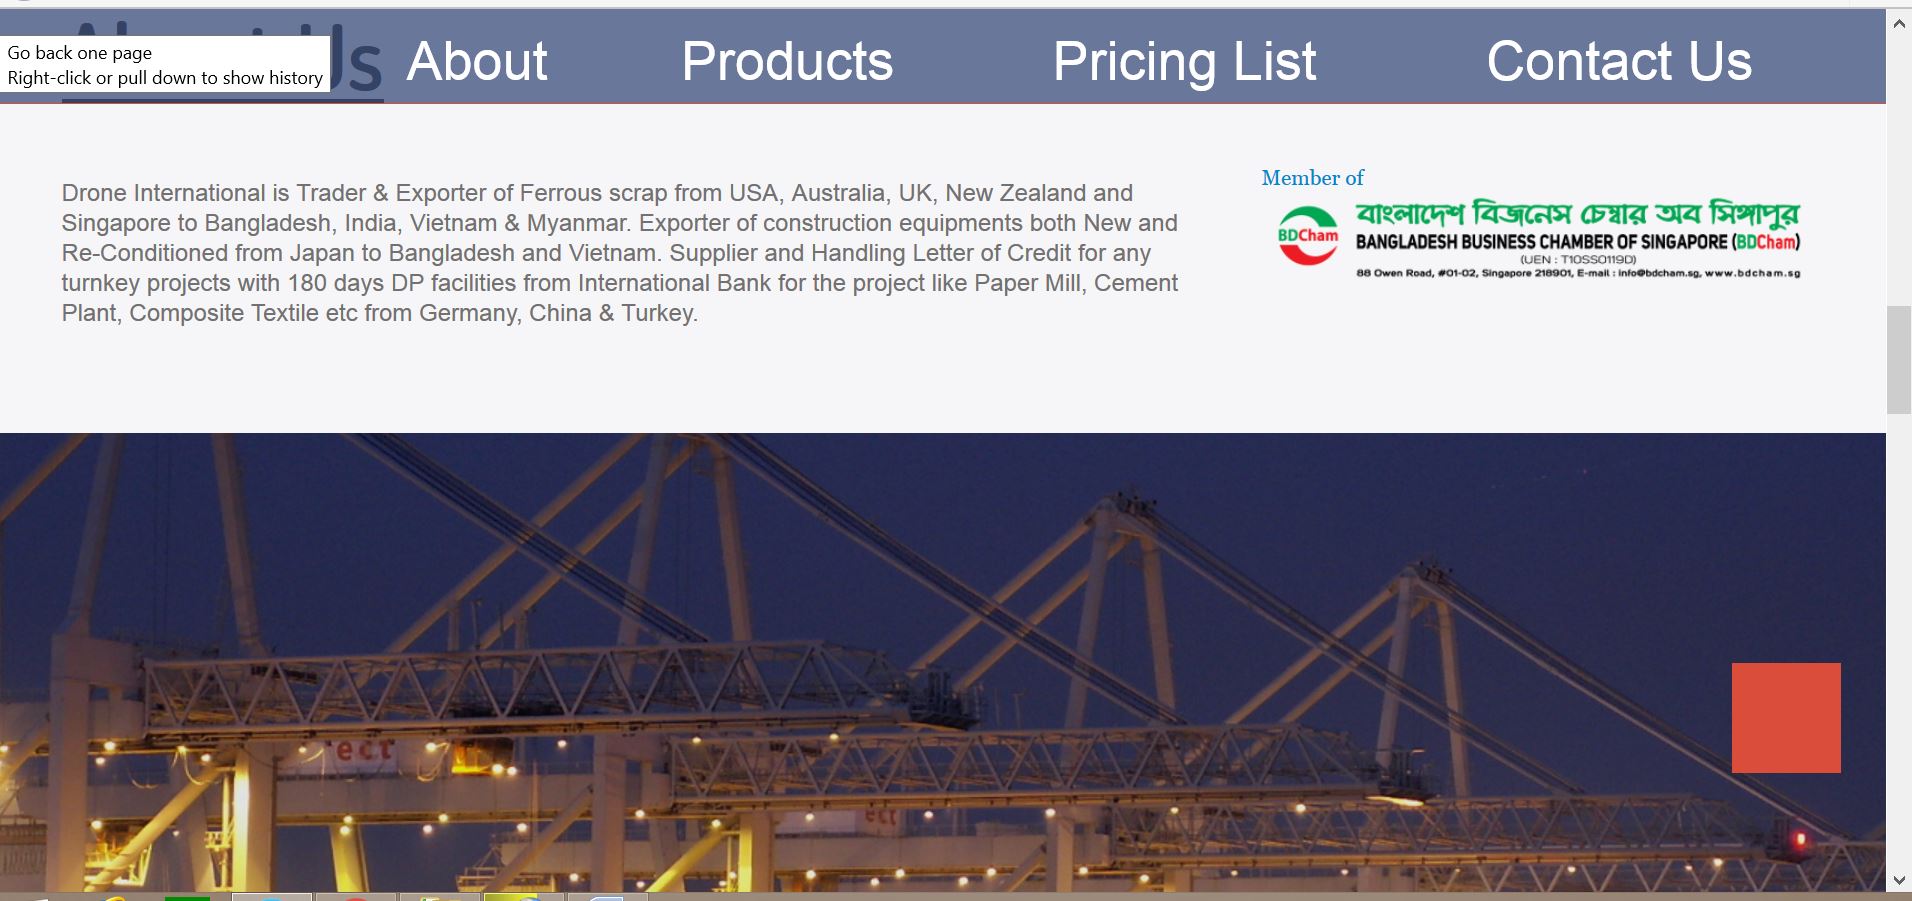 About Us
Go back one page
Right-click or pull down to show history
About
Products
Pricing List
Contact Us
Drone International is Trader & Exporter of Ferrous scrap from USA, Australia, UK, New Zealand and
Singapore to Bangladesh, India, Vietnam & Myanmar. Exporter of construction equipments both New and
Re-Conditioned from Japan to Bangladesh and Vietnam. Supplier and Handling Letter of Credit for any
turnkey projects with 180 days DP facilities from International Bank for the project like Paper Mill, Cement
Plant, Composite Textile etc from Germany, China & Turkey.
Member of
BDCham
বাংলাদেশ বিজনেস চেম্বার অব সিঙ্গাপুর
BANGLADESH BUSINESS CHAMBER OF SINGAPORE (BDCham)
(UEN : T10SS0119D)
88 Owen Road, #01-02, Singapore 218901, E-mail : info@bdcham.sg, www.bdcham.sg
ect
ect